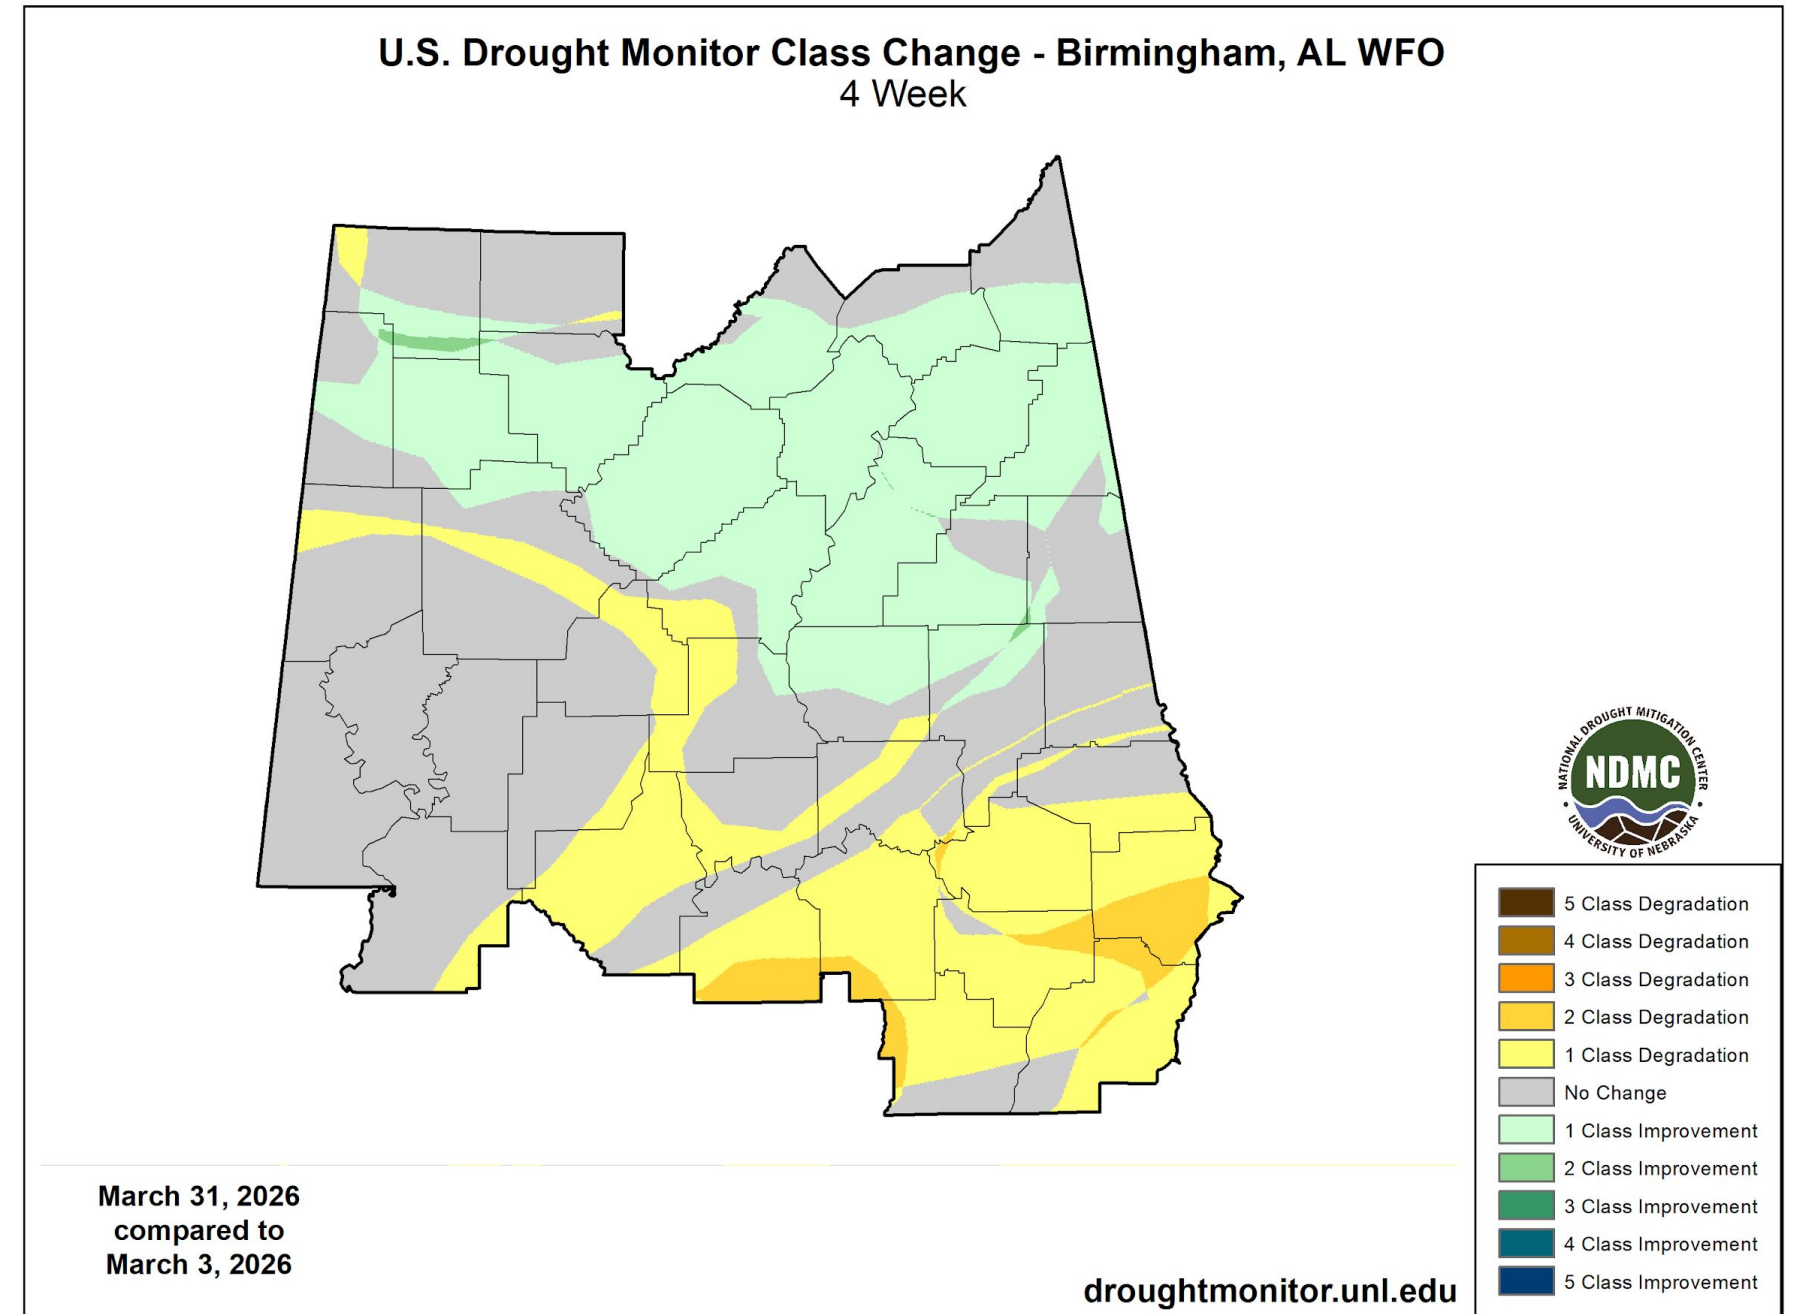 U.S. Drought Monitor Class Change - Birmingham, AL WFO
4 Week
NATIONAL DROUGHT MITIGATION CENTER
NDMC
UNIVERSITY OF NEBRASKA
5 Class Degradation
4 Class Degradation
3 Class Degradation
2 Class Degradation
1 Class Degradation
No Change
1 Class Improvement
2 Class Improvement
3 Class Improvement
4 Class Improvement
5 Class Improvement
March 31, 2026
compared to
March 3, 2026
droughtmonitor.unl.edu